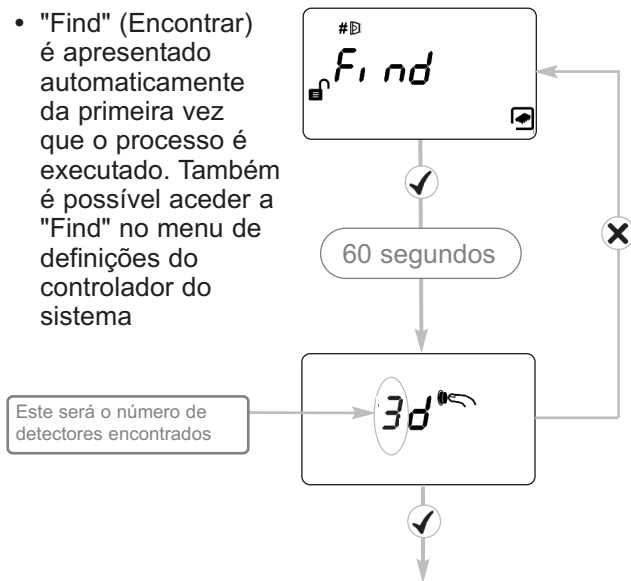 • "Find" (Encontrar)
é apresentado
automaticamente
da primeira vez
que o processo é
executado. Também
é possível aceder a
"Find" no menu de
definições do
controlador do
sistema
#
Find
60 segundos
3d
Este será o número de
detectores encontrados